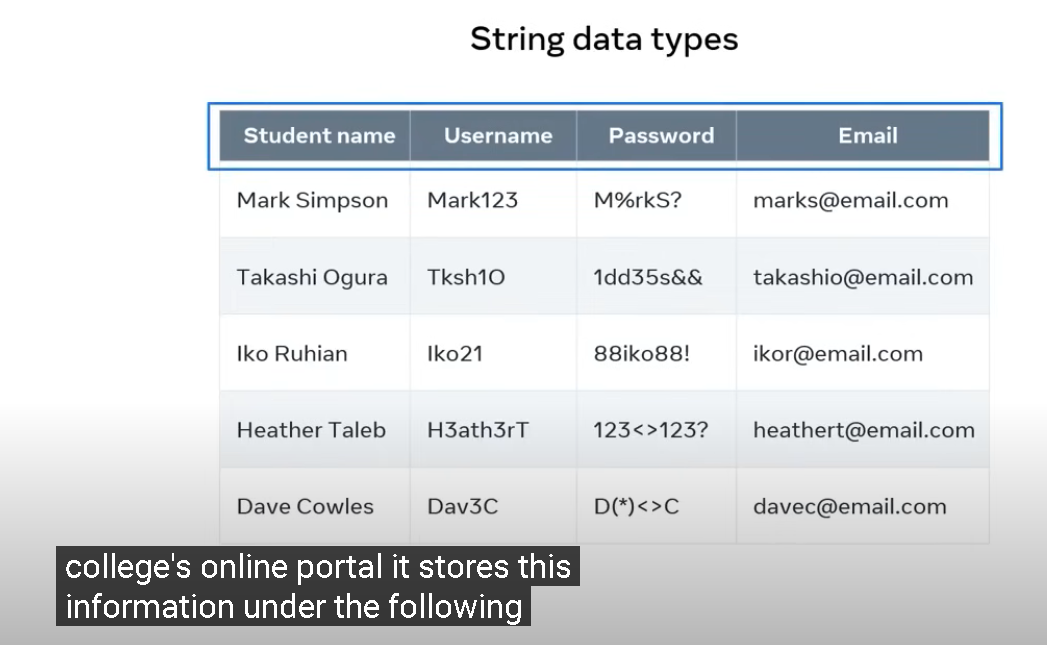 String data types
Student name Username Password Email
Mark Simpson Mark123 M%rkS? marks@email.com
Takashi Ogura Tksh1O 1dd35s&& takashio@email.com
Iko Ruhian Iko21 88iko88! ikor@email.com
Heather Taleb H3ath3rT 123<>123? heathert@email.com
Dave Cowles Dav3C D(*)<>C davec@email.com
college's online portal it stores this
information under the following